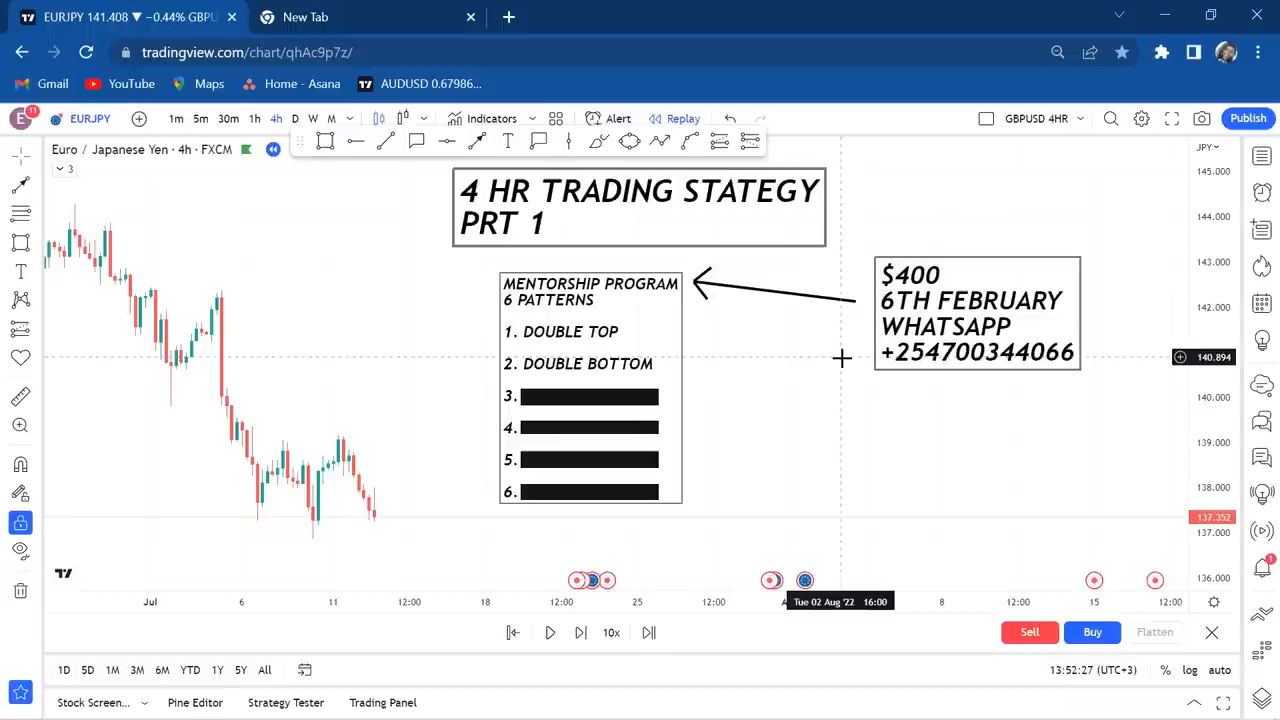 EURJPY 141.408 ▼ −0.44% GBPU
New Tab
tradingview.com/chart/qhAc9p7z/
Gmail
YouTube
Maps
Home - Asana
AUDUSD 0.67986...
E
11
EURJPY
1m 5m 30m 1h 4h D W M
Indicators
Alert
Replay
GBPUSD 4HR
Publish
Euro / Japanese Yen · 4h · FXCM
3
JPY
4 HR TRADING STATEGY
PRT 1
MENTORSHIP PROGRAM
6 PATTERNS
1. DOUBLE TOP
2. DOUBLE BOTTOM
3.
4.
5.
6.
$400
6TH FEBRUARY
WHATSAPP
+254700344066
145.000
144.000
143.000
142.000
140.894
140.000
139.000
138.000
137.352
137.000
136.000
1
Jul 6 11 12:00 18 12:00 25 12:00 Tue 02 Aug '22 16:00 8 12:00 15 12:00
10x
Sell
Buy
Flatten
1D 5D 1M 3M 6M YTD 1Y 5Y All
13:52:27 (UTC+3)
% log auto
Stock Screen...
Pine Editor
Strategy Tester
Trading Panel